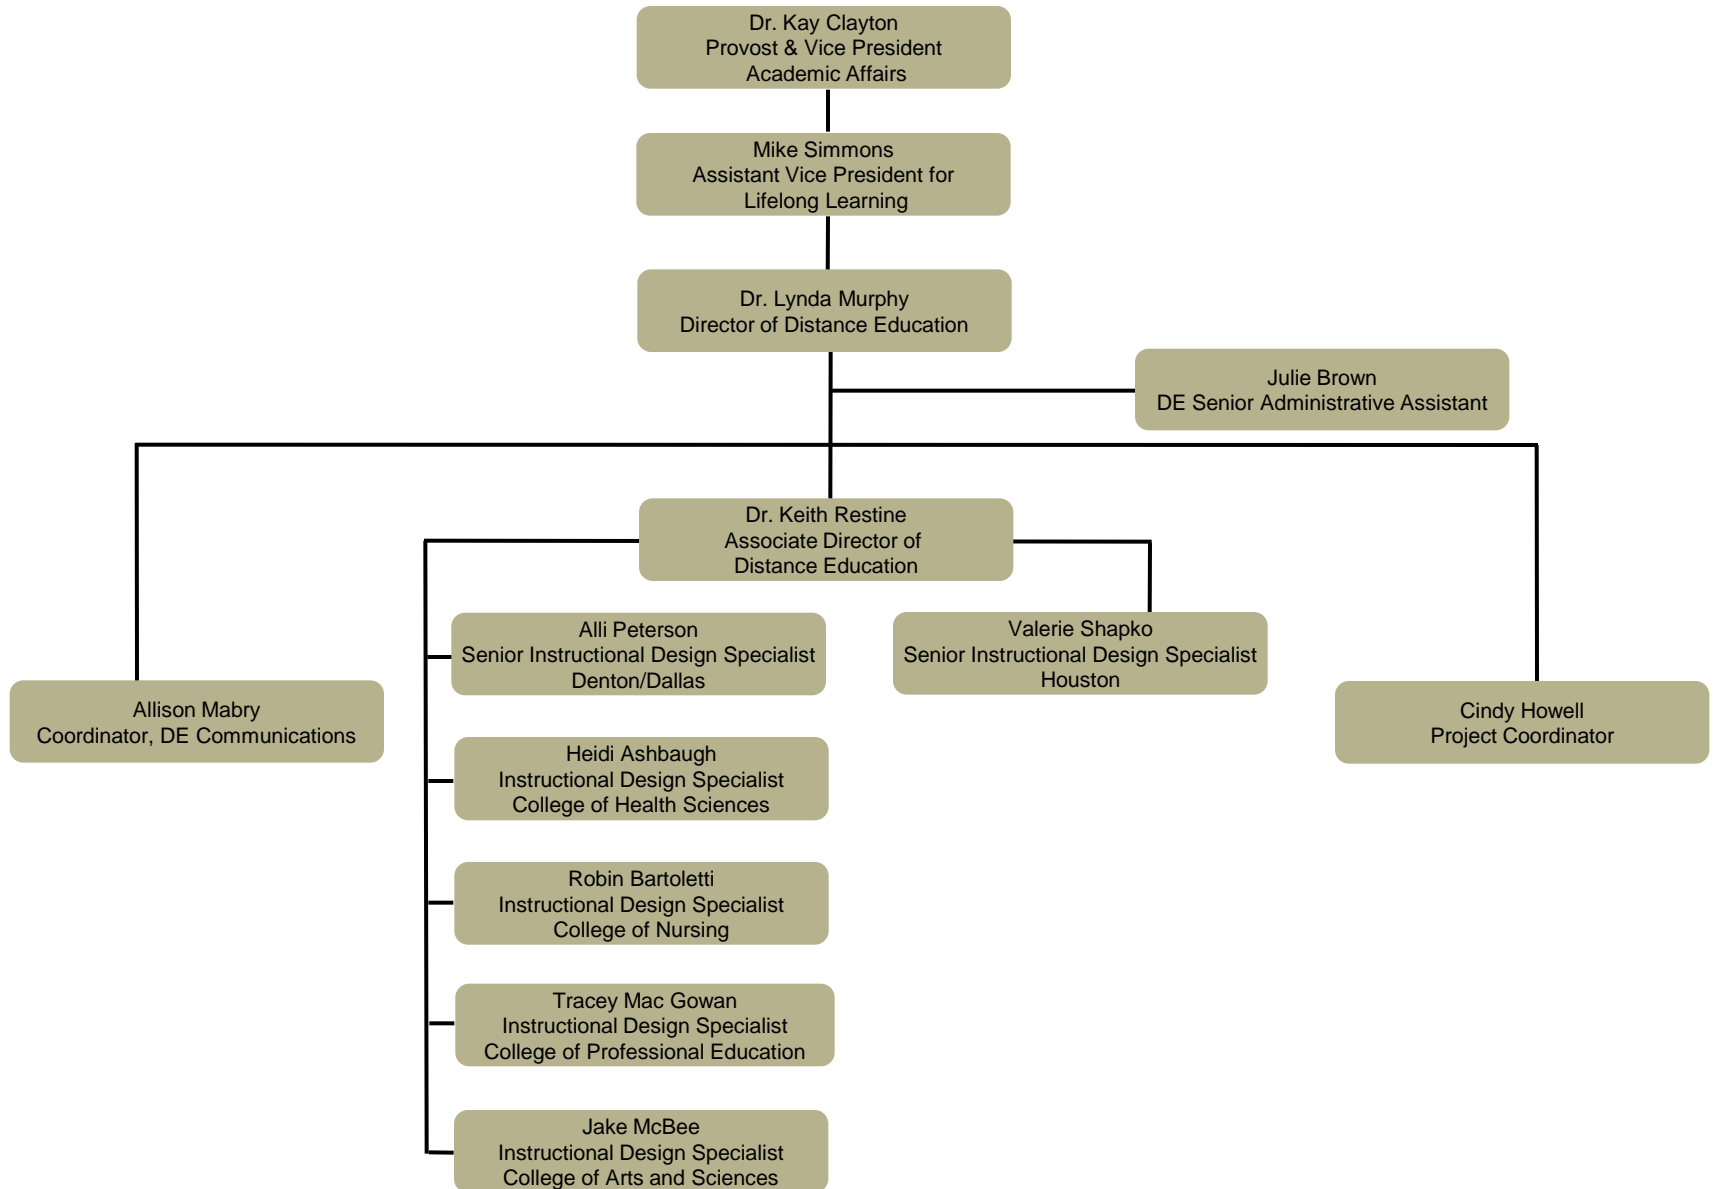 Dr. Kay Clayton
Provost & Vice President
Academic Affairs
Mike Simmons
Assistant Vice President for
Lifelong Learning
Dr. Lynda Murphy
Director of Distance Education
Julie Brown
DE Senior Administrative Assistant
Dr. Keith Restine
Associate Director of
Distance Education
Alli Peterson
Senior Instructional Design Specialist
Denton/Dallas
Valerie Shapko
Senior Instructional Design Specialist
Houston
Allison Mabry
Coordinator, DE Communications
Cindy Howell
Project Coordinator
Heidi Ashbaugh
Instructional Design Specialist
College of Health Sciences
Robin Bartoletti
Instructional Design Specialist
College of Nursing
Tracey Mac Gowan
Instructional Design Specialist
College of Professional Education
Jake McBee
Instructional Design Specialist
College of Arts and Sciences